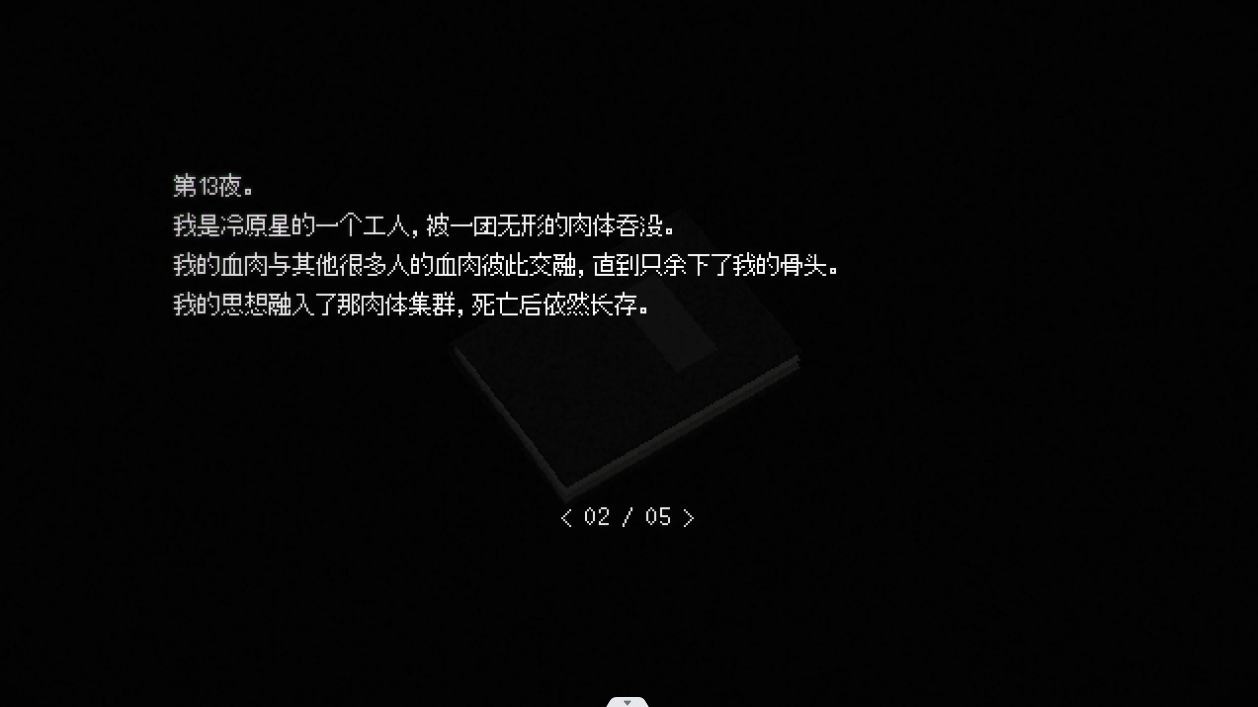 第13夜。
我是冷原星的一个工人，被一团无形的肉体吞没。
我的血肉与其他很多人的血肉彼此交融，直到只余下了我的骨头。
我的思想融入了那肉体集群，死亡后依然长存。
< 02 / 05 >